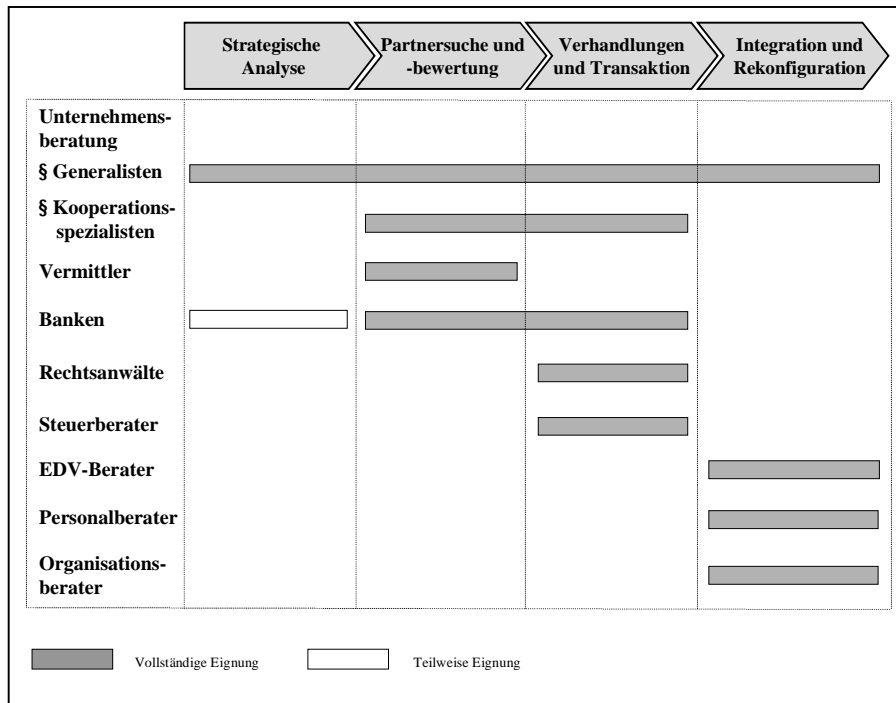 Strategische
Analyse
Partnersuche und
-bewertung
Verhandlungen
und Transaktion
Integration und
Rekonfiguration
Unternehmens-
beratung
§ Generalisten
§ Kooperations-
spezialisten
Vermittler
Banken
Rechtsanwälte
Steuerberater
EDV-Berater
Personalberater
Organisations-
berater
Vollständige Eignung
Teilweise Eignung